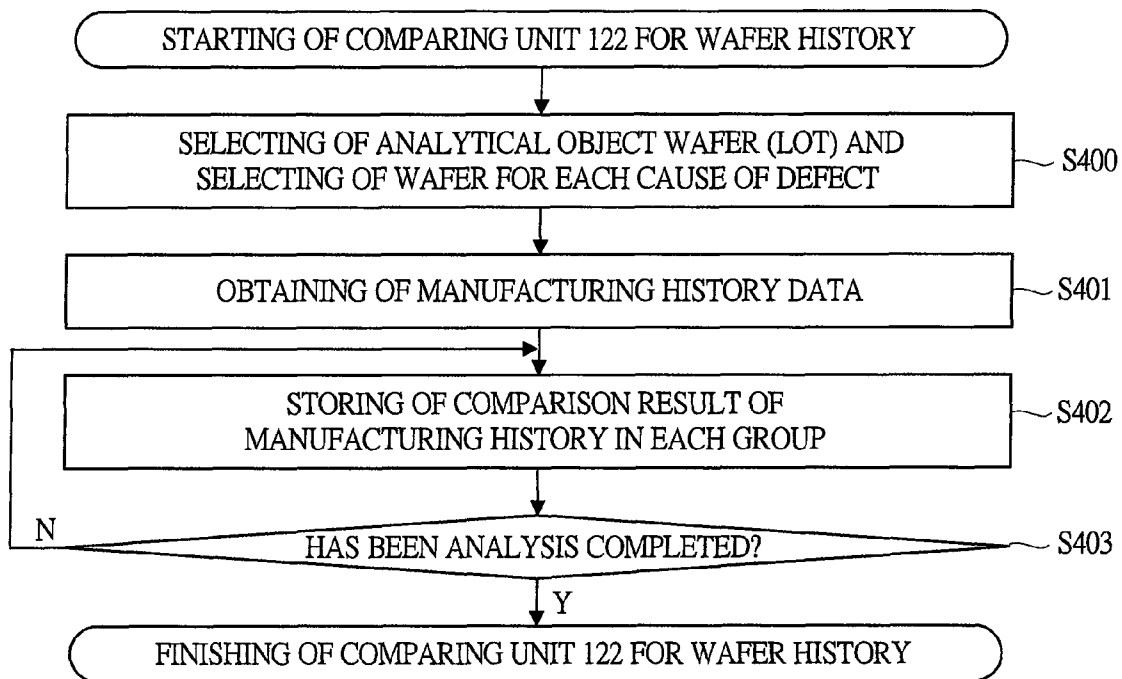 STARTING OF COMPARING UNIT 122 FOR WAFER HISTORY
SELECTING OF ANALYTICAL OBJECT WAFER (LOT) AND
SELECTING OF WAFER FOR EACH CAUSE OF DEFECT
S400
OBTAINING OF MANUFACTURING HISTORY DATA
S401
STORING OF COMPARISON RESULT OF
MANUFACTURING HISTORY IN EACH GROUP
S402
N
HAS BEEN ANALYSIS COMPLETED?
S403
Y
FINISHING OF COMPARING UNIT 122 FOR WAFER HISTORY